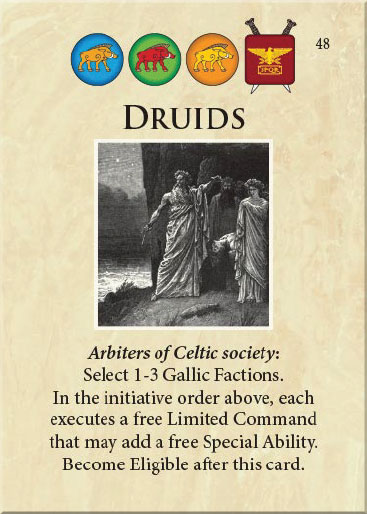 48
SPQR
DRUIDS
Arbiters of Celtic society:
Select 1-3 Gallic Factions.
In the initiative order above, each
executes a free Limited Command
that may add a free Special Ability.
Become Eligible after this card.